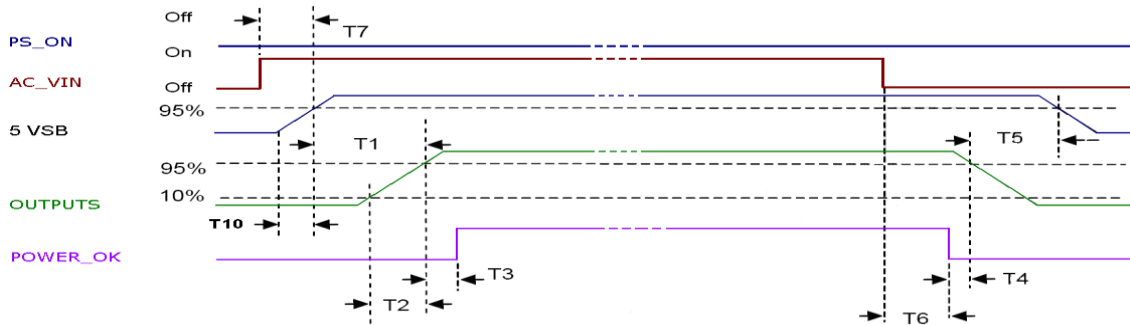 Off
T7
PS_ON
On
AC_VIN
Off
95%
5 VSB
T1
T5
95%
10%
OUTPUTS
T10
POWER_OK
T3
T4
T2
T6